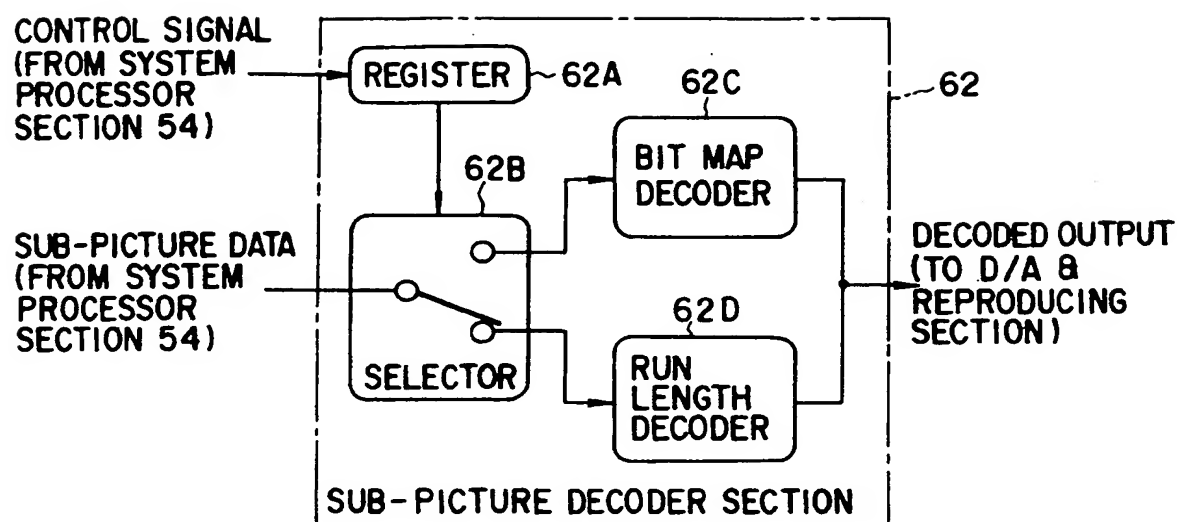 CONTROL SIGNAL
(FROM SYSTEM
PROCESSOR
SECTION 54)
REGISTER
62A
62B
62C
62
BIT MAP
DECODER
SUB-PICTURE DATA
(FROM SYSTEM
PROCESSOR
SECTION 54)
SELECTOR
62D
RUN
LENGTH
DECODER
DECODED OUTPUT
(TO D/A &
REPRODUCING
SECTION)
SUB-PICTURE DECODER SECTION